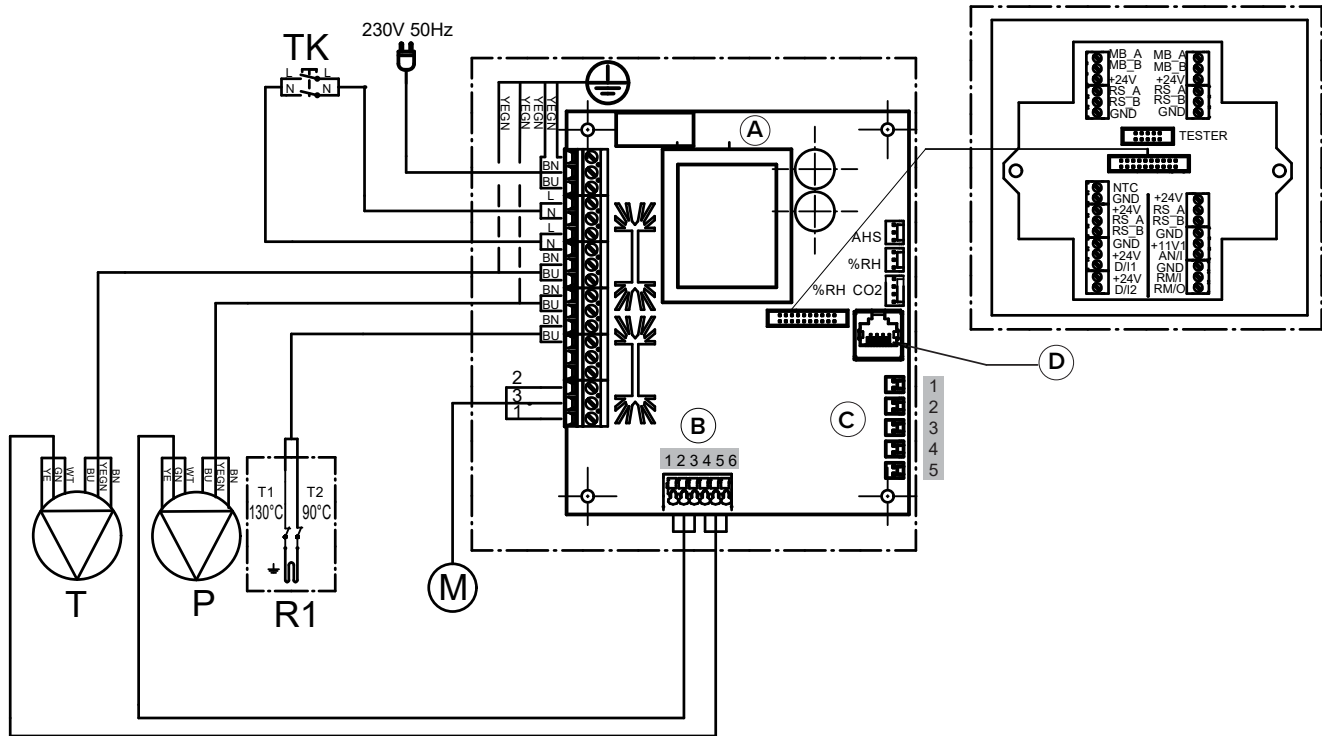 230V 50Hz
TK
L L
N N
YEGN
YEGN
YEGN
YEGN
A
BN
BU
L
N
L
N
BN
BU
BN
BU
BN
BU
2
3
1
AHS
%RH
%RH CO2
D
C
1
2
3
4
5
B
1 2 3 4 5 6
MB_A
MB_B
+24V
RS_A
RS_B
GND
MB_A
MB_B
+24V
RS_A
RS_B
GND
TESTER
NTC
GND
+24V
RS_A
RS_B
GND
+24V
D/I1
+24V
D/I2
+24V
RS_A
RS_B
GND
+11V1
AN/I
GND
RM/I
RM/O
YE
GN
WT
BU
YEGN
BN
YE
GN
WT
BU
YEGN
BN
T1 T2
130°C 90°C
T
P
R1
M